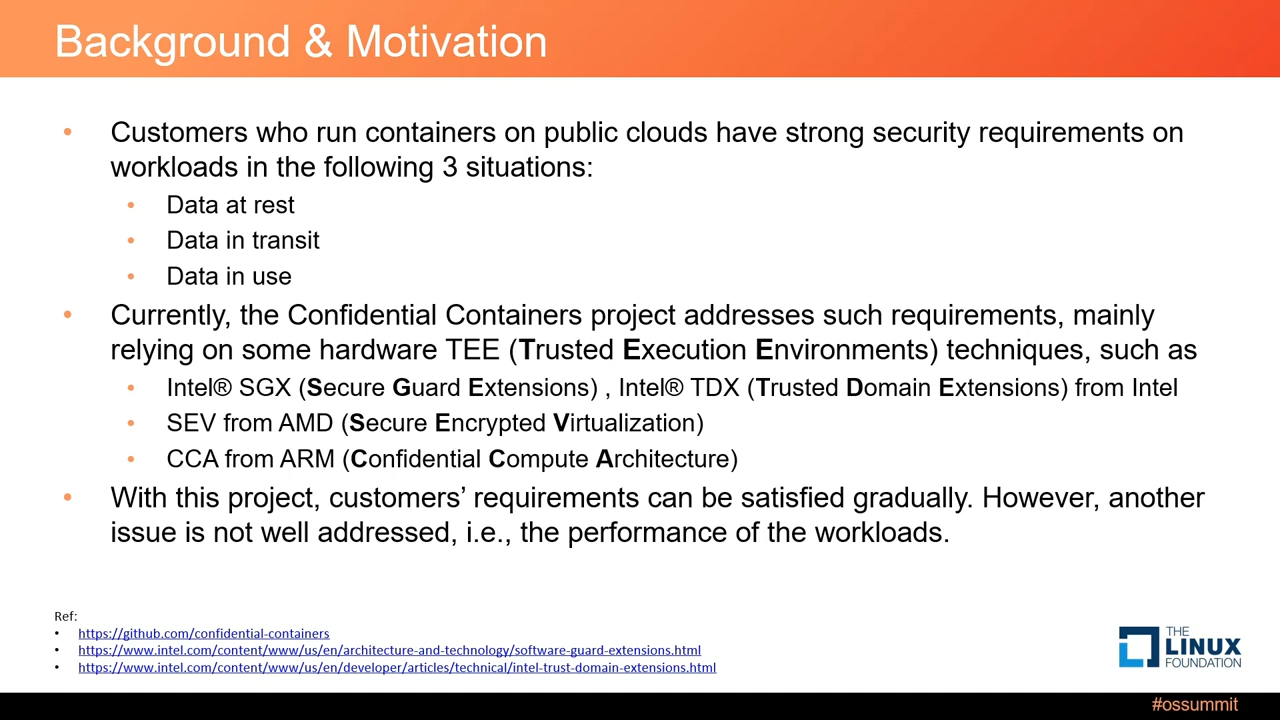 Background & Motivation
• Customers who run containers on public clouds have strong security requirements on
workloads in the following 3 situations:
• Data at rest
• Data in transit
• Data in use
• Currently, the Confidential Containers project addresses such requirements, mainly
relying on some hardware TEE (Trusted Execution Environments) techniques, such as
• Intel® SGX (Secure Guard Extensions) , Intel® TDX (Trusted Domain Extensions) from Intel
• SEV from AMD (Secure Encrypted Virtualization)
• CCA from ARM (Confidential Compute Architecture)
• With this project, customers’ requirements can be satisfied gradually. However, another
issue is not well addressed, i.e., the performance of the workloads.
Ref:
• https://github.com/confidential-containers
• https://www.intel.com/content/www/us/en/architecture-and-technology/software-guard-extensions.html
• https://www.intel.com/content/www/us/en/developer/articles/technical/intel-trust-domain-extensions.html
THE
LINUX
FOUNDATION
#ossummit